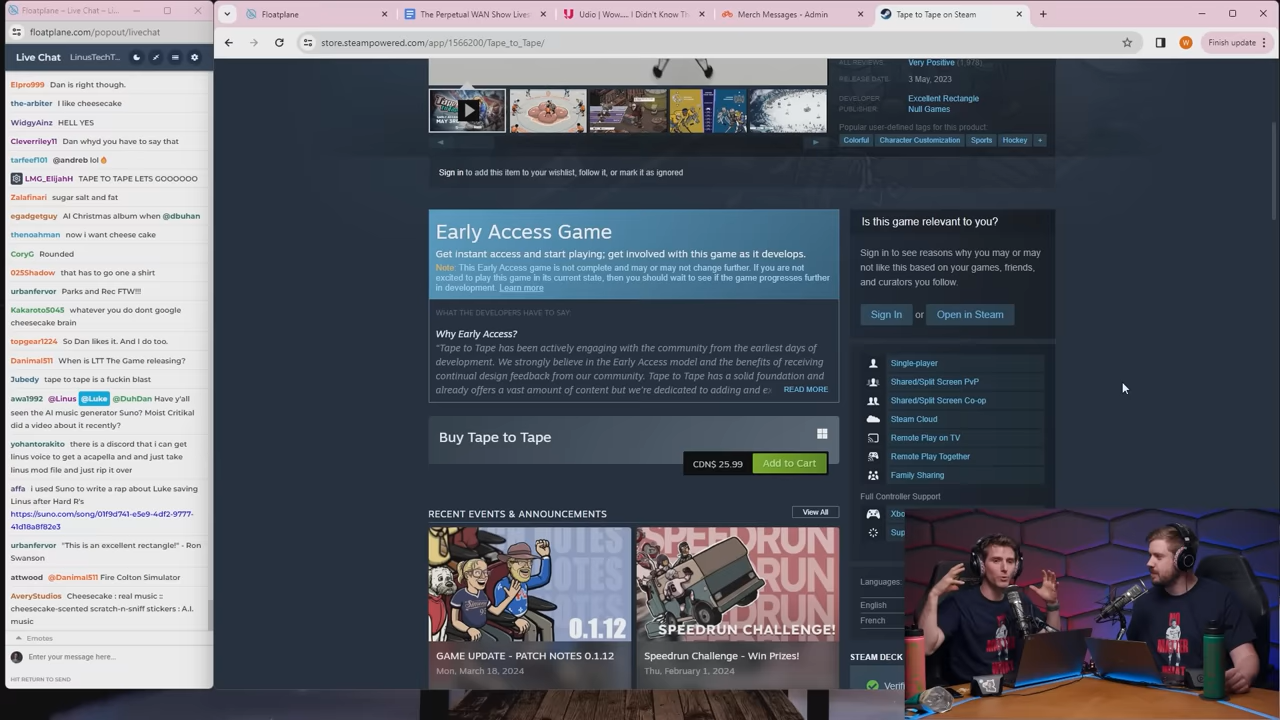 Floatplane – Live Chat – Li...
floatplane.com/popout/livechat
Live Chat LinusTechT...
Elpro999 Dan is right though.
the-arbiter I like cheesecake
WidgyAinz HELL YES
Cleverriley11 Dan whyd you have to say that
tarfeef101 @andreb lol🔥
LMG_ElijahH TAPE TO TAPE LETS GOOOOOO
Zalafinari sugar salt and fat
egadgetguy AI Christmas album when @dbuhan
thenoahman now i want cheese cake
CoryG Rounded
025Shadow that has to go one a shirt
urbanfervor Parks and Rec FTW!!!
Kakaroto5045 whatever you do dont google
cheesecake brain
topgear1224 So Dan likes it. And I do too.
Danimal511 When is LTT The Game releasing?
Jubedy tape to tape is a fuckin blast
awa1992 @Linus @Luke @DuhDan Have y'all
seen the AI music generator Suno? Moist Critikal
did a video about it recently?
yohantorakito there is a discord that i can get
linus voice to get a acapella and and just take
linus mod file and just rip it over
affa i used Suno to write a rap about Luke saving
Linus after Hard R's
https://suno.com/song/01f9d741-e5e9-4df2-9777-
41d18a8f82e3
urbanfervor "This is an excellent rectangle!" - Ron
Swanson
attwood @Danimal511 Fire Colton Simulator
AveryStudios Cheesecake : real music ::
cheesecake-scented scratch-n-sniff stickers : A.I.
music
Emotes
Enter your message here...
HIT RETURN TO SEND
Floatplane
The Perpetual WAN Show Lives
Udio | Wow..... I Didn't Know Th
Merch Messages - Admin
Tape to Tape on Steam
store.steampowered.com/app/1566200/Tape_to_Tape/
W
Finish update
ALL REVIEWS: Very Positive (1,978)
RELEASE DATE: 3 May, 2023
DEVELOPER: Excellent Rectangle
PUBLISHER: Null Games
Popular user-defined tags for this product:
Colorful Character Customization Sports Hockey +
Sign in to add this item to your wishlist, follow it, or mark it as ignored
Early Access Game
Get instant access and start playing; get involved with this game as it develops.
Note: This Early Access game is not complete and may or may not change further. If you are not
excited to play this game in its current state, then you should wait to see if the game progresses further
in development. Learn more
WHAT THE DEVELOPERS HAVE TO SAY:
Why Early Access?
"Tape to Tape has been actively engaging with the community from the earliest days of
development. We strongly believe in the Early Access model and the benefits of receiving
continual design feedback from our community. Tape to Tape has a solid foundation and
already offers a vast amount of content but we're dedicated to adding and e
READ MORE
Buy Tape to Tape
CDN$ 25.99 Add to Cart
RECENT EVENTS & ANNOUNCEMENTS
View All
NOTES
0.1.12
SPEEDRUN
SPEEDRUN CHALLENGE!
GAME UPDATE - PATCH NOTES 0.1.12
Mon, March 18, 2024
Speedrun Challenge - Win Prizes!
Thu, February 1, 2024
Is this game relevant to you?
Sign in to see reasons why you may or may
not like this based on your games, friends,
and curators you follow.
Sign In or Open in Steam
Single-player
Shared/Split Screen PvP
Shared/Split Screen Co-op
Steam Cloud
Remote Play on TV
Remote Play Together
Family Sharing
Full Controller Support
Xbo
Sup
Languages:
English
French
STEAM DECK
Verifi